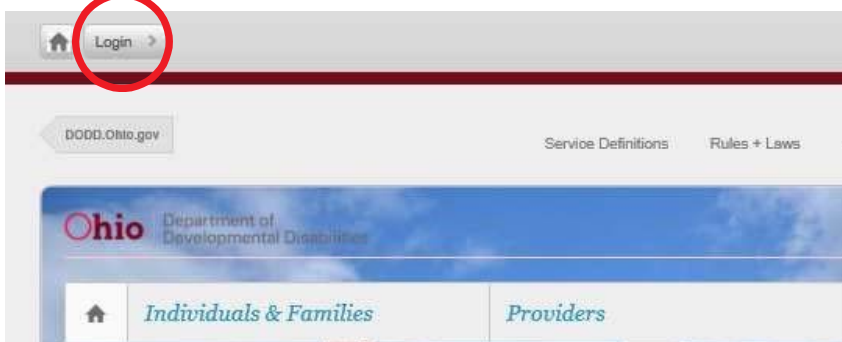 Login
DODD.Ohio.gov
Service Definitions Rules + Laws
Ohio Department of
Developmental Disabilities
Individuals & Families Providers